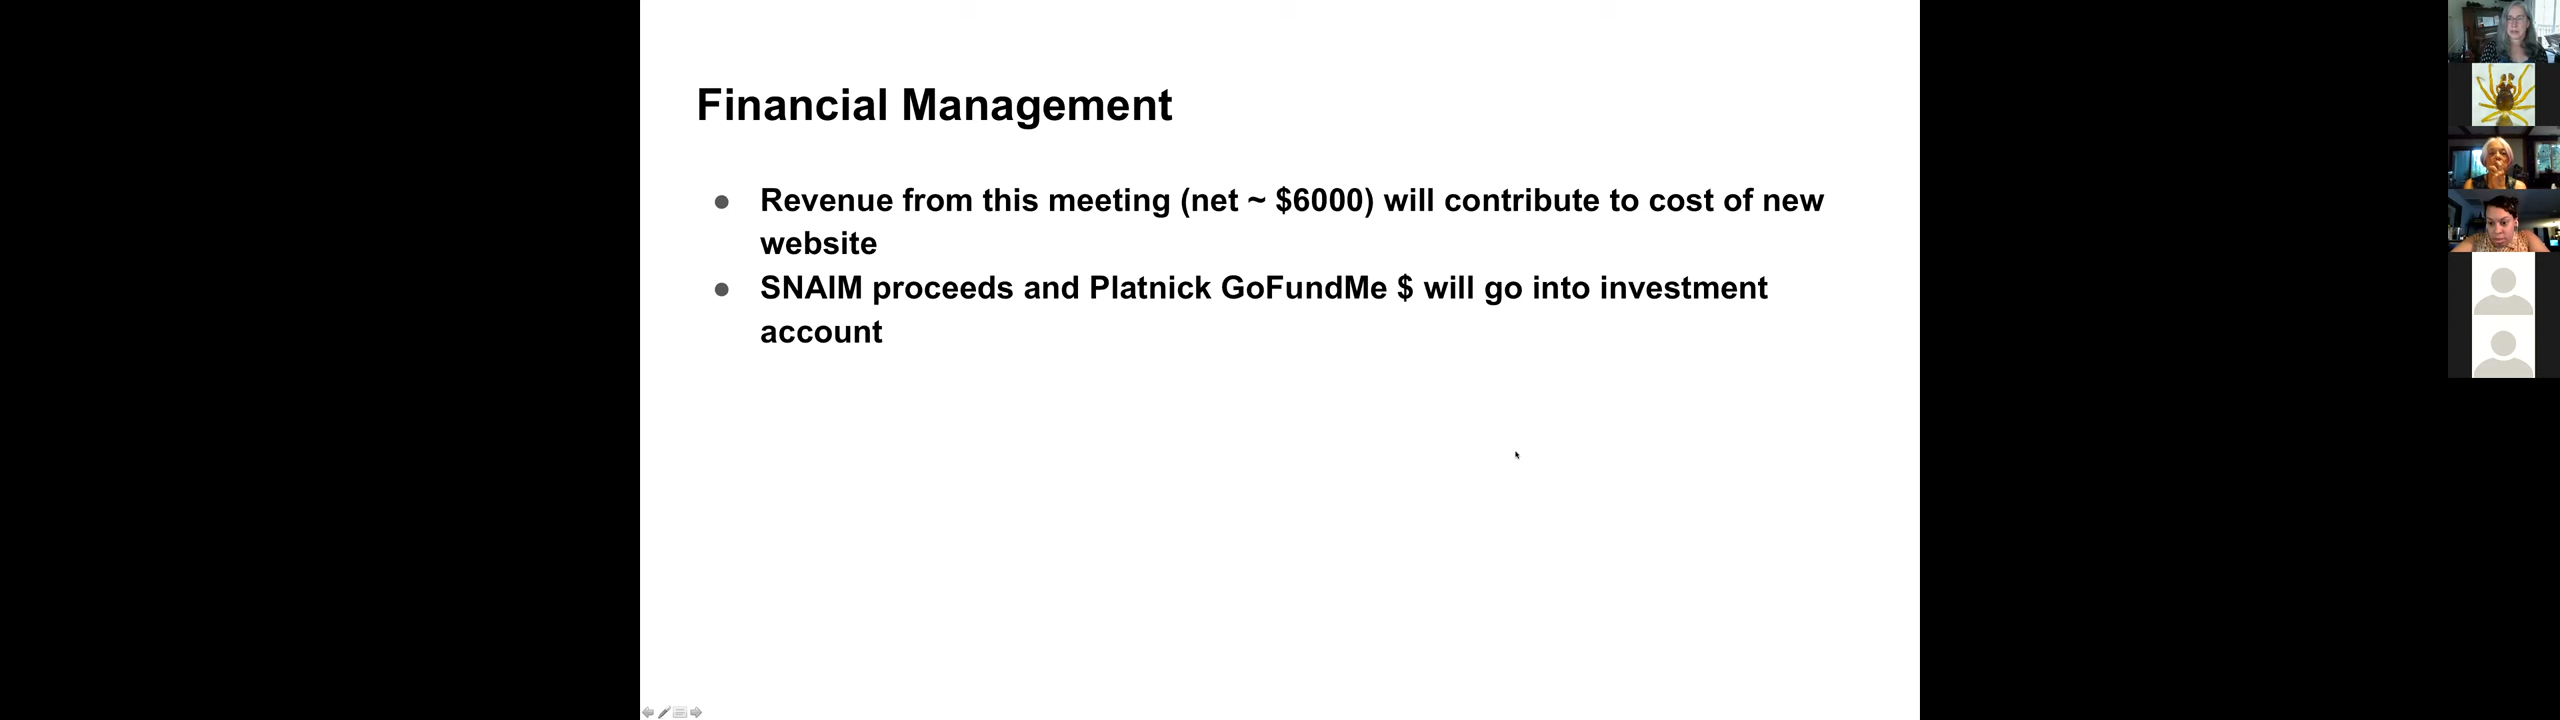 Financial Management
● Revenue from this meeting (net ~ $6000) will contribute to cost of new
website
● SNAIM proceeds and Platnick GoFundMe $ will go into investment
account